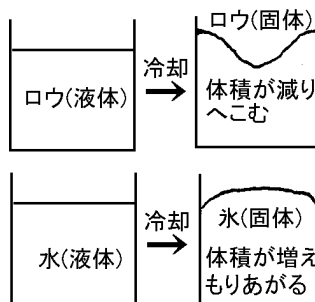 ロウ(液体)
冷却
ロウ(固体)
体積が減り
へこむ
水(液体)
冷却
氷(固体)
体積が増え
もりあがる